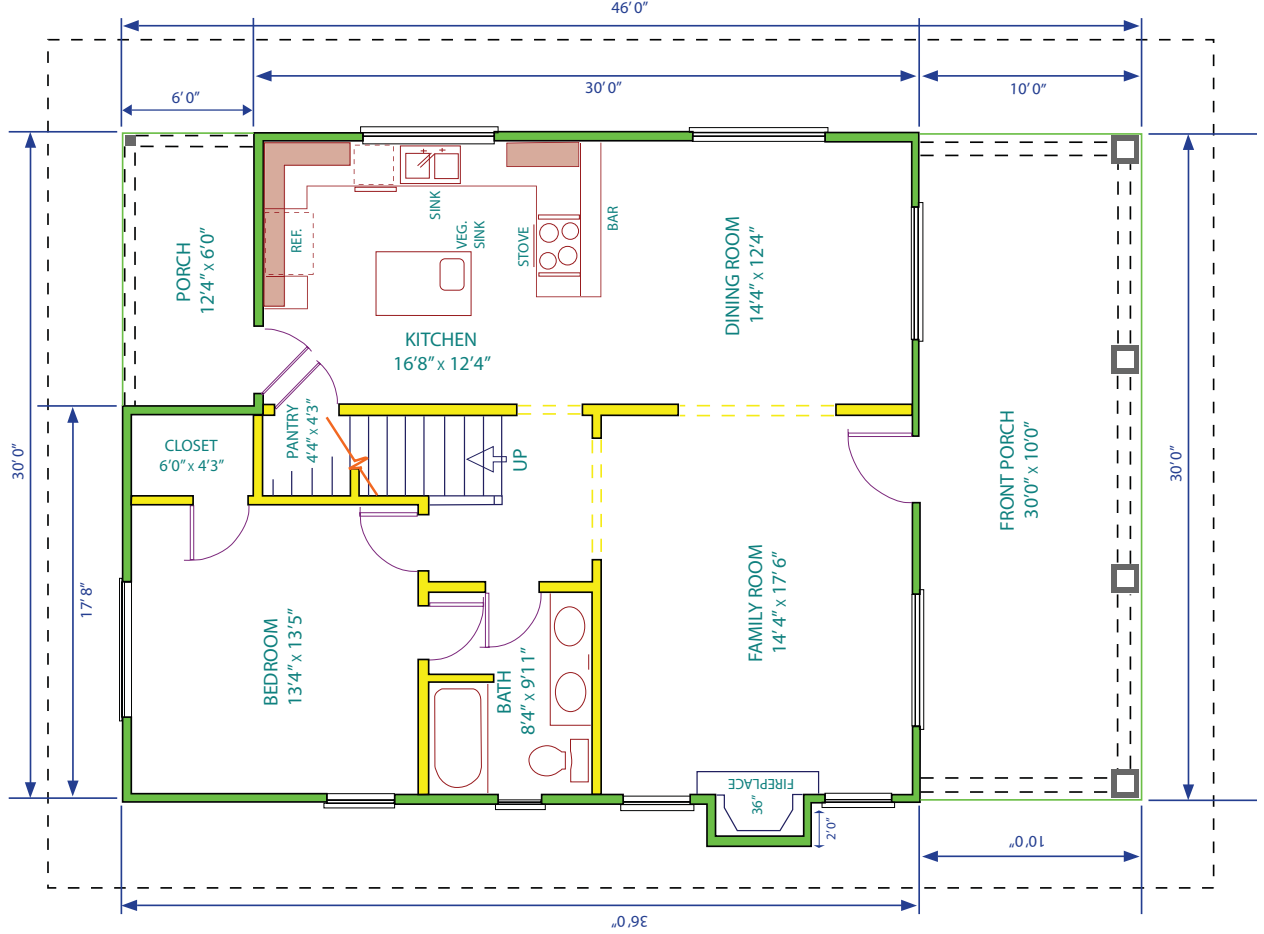 46'0"
30'0"
10'0"
6'0"
PORCH
12'4" x 6'0"
REF.
SINK
VEG.
SINK
STOVE
BAR
KITCHEN
16'8" x 12'4"
DINING ROOM
14'4" x 12'4"
CLOSET
6'0" x 4'3"
PANTRY
4'4" x 4'3"
UP
FRONT PORCH
30'0" x 10'0"
30'0"
30'0"
17'8"
BEDROOM
13'4" x 13'5"
BATH
8'4" x 9'11"
FAMILY ROOM
14'4" x 17'6"
FIREPLACE
36"
2'0"
10'0"
36'0"